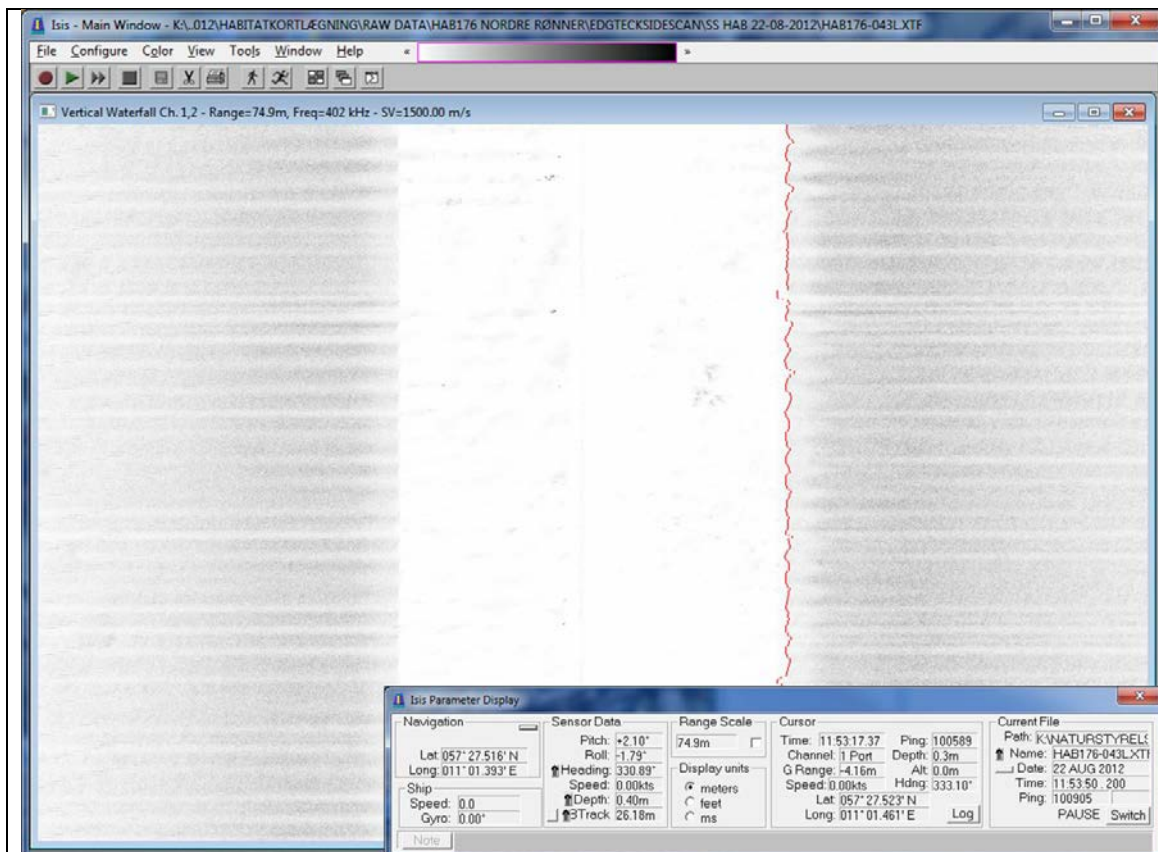 Isis - Main Window - K:\..012\HABITATKORTLÆGNING\RAW DATA\HAB176 NORDRE RØNNER\EDGTECKSIDESCAN\SS HAB 22-08-2012\HAB176-043L.XTF
File Configure Color View Tools Window Help « »
Vertical Waterfall Ch. 1,2 - Range=74.9m, Freq=402 kHz - SV=1500.00 m/s
Isis Parameter Display
Navigation
Lat: 057° 27.516' N
Long: 011° 01.393' E
Ship
Speed: 0.0
Gyro: 0.00°
Sensor Data
Pitch: +2.10°
Roll: -1.79°
Heading: 330.89°
Speed: 0.00kts
Depth: 0.40m
3Track 26.18m
Range Scale
74.9m
Display units
meters
feet
ms
Cursor
Time: 11:53:17.37 Ping: 100589
Channel: 1 Port Depth: 0.3m
G Range: -4.16m Alt: 0.0m
Speed: 0.00kts Hdng: 333.10°
Lat: 057° 27.523' N
Long: 011° 01.461' E Log
Current File
Path: K:\NATURSTYRELS
Name: HAB176-043L.XTF
Date: 22 AUG 2012
Time: 11:53:50 . 200
Ping: 100905
PAUSE Switch
Note